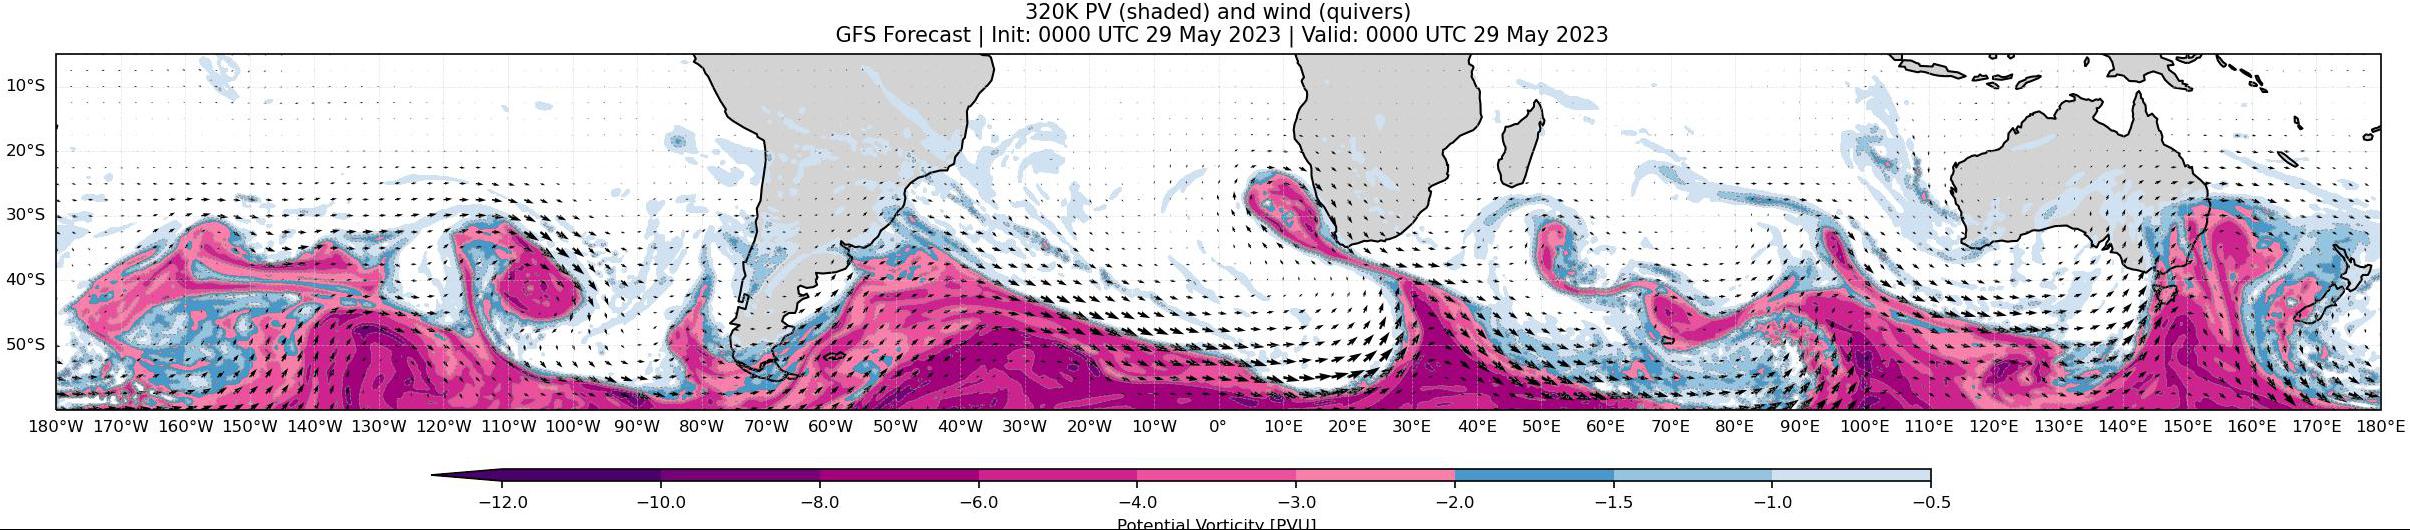 320K PV (shaded) and wind (quivers)
GFS Forecast | Init: 0000 UTC 29 May 2023 | Valid: 0000 UTC 29 May 2023
10°S
20°S
30°S
40°S
50°S
180°W 170°W 160°W 150°W 140°W 130°W 120°W 110°W 100°W 90°W 80°W 70°W 60°W 50°W 40°W 30°W 20°W 10°W 0° 10°E 20°E 30°E 40°E 50°E 60°E 70°E 80°E 90°E 100°E 110°E 120°E 130°E 140°E 150°E 160°E 170°E 180°E
−12.0 −10.0 −8.0 −6.0 −4.0 −3.0 −2.0 −1.5 −1.0 −0.5
Potential Vorticity [PVU]